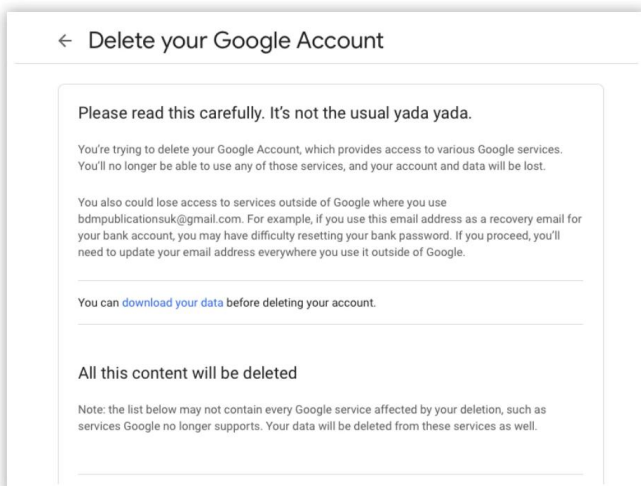 ← Delete your Google Account
Please read this carefully. It's not the usual yada yada.
You're trying to delete your Google Account, which provides access to various Google services.
You'll no longer be able to use any of those services, and your account and data will be lost.
You also could lose access to services outside of Google where you use
bdmpublicationsuk@gmail.com. For example, if you use this email address as a recovery email for
your bank account, you may have difficulty resetting your bank password. If you proceed, you'll
need to update your email address everywhere you use it outside of Google.
You can download your data before deleting your account.
All this content will be deleted
Note: the list below may not contain every Google service affected by your deletion, such as
services Google no longer supports. Your data will be deleted from these services as well.